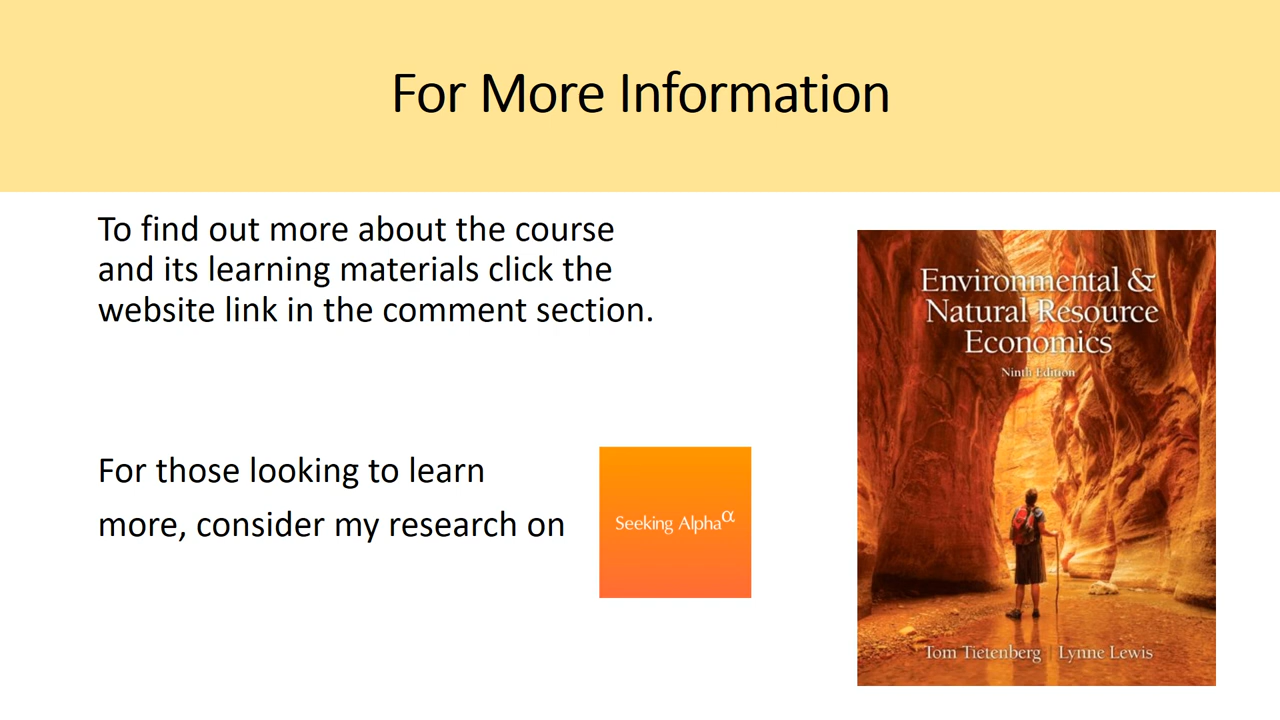 For More Information
To find out more about the course
and its learning materials click the
website link in the comment section.
For those looking to learn
more, consider my research on
Seeking Alphaα
Environmental &
Natural Resource
Economics
Ninth Edition
Tom Tietenberg | Lynne Lewis